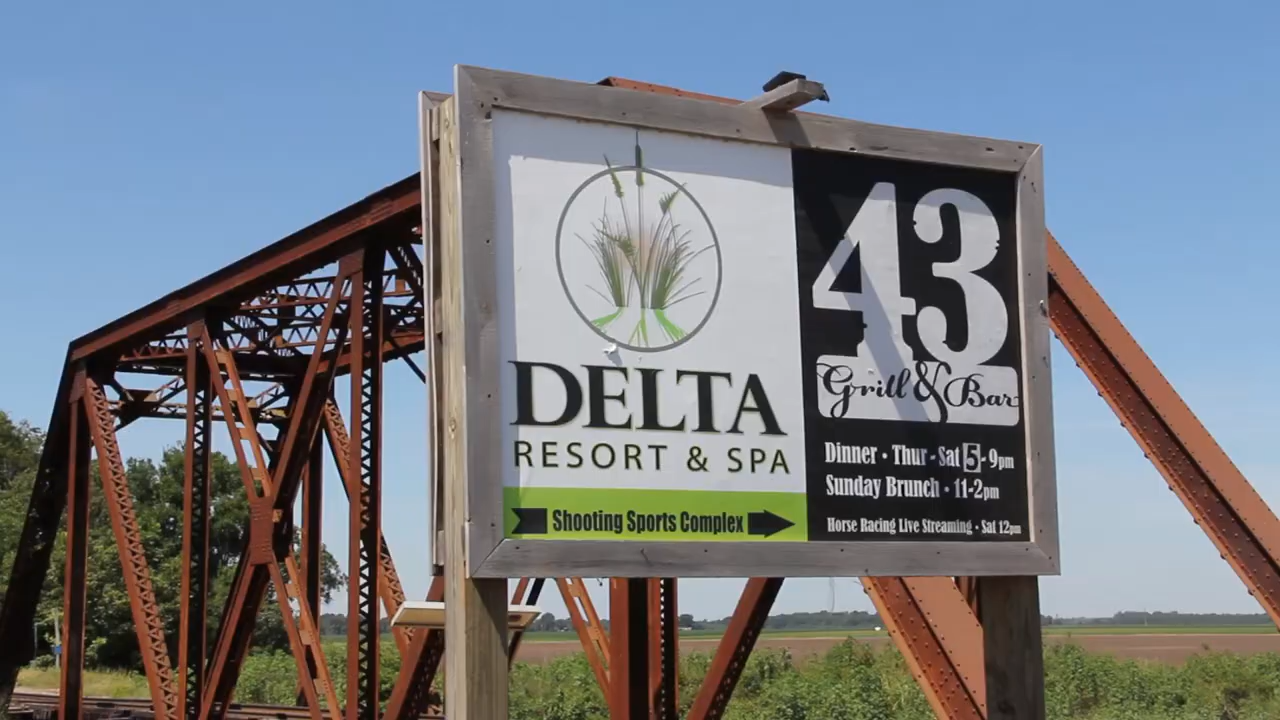 DELTA
RESORT & SPA
Shooting Sports Complex
43
Grill & Bar
Dinner • Thur - Sat 5 - 9pm
Sunday Brunch • 11-2pm
Horse Racing Live Streaming • Sat 12pm